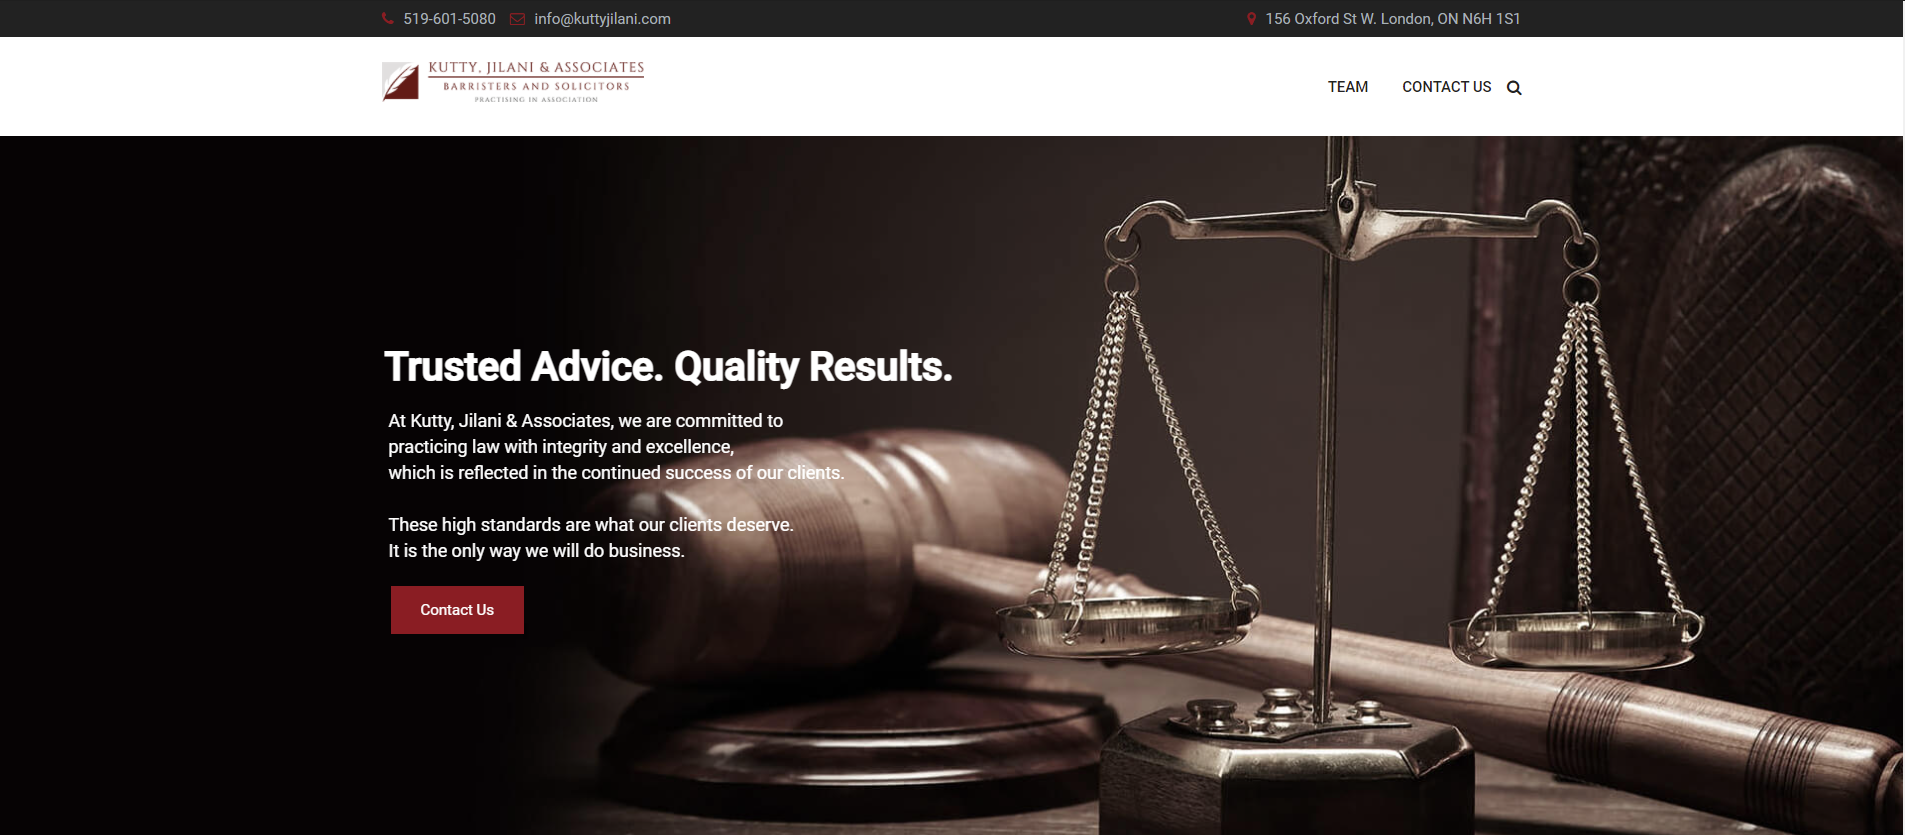 519-601-5080 info@kuttyjilani.com 156 Oxford St W. London, ON N6H 1S1
KUTTY, JILANI & ASSOCIATES
BARRISTERS AND SOLICITORS
PRACTISING IN ASSOCIATION
TEAM CONTACT US
Trusted Advice. Quality Results.
At Kutty, Jilani & Associates, we are committed to
practicing law with integrity and excellence,
which is reflected in the continued success of our clients.
These high standards are what our clients deserve.
It is the only way we will do business.
Contact Us